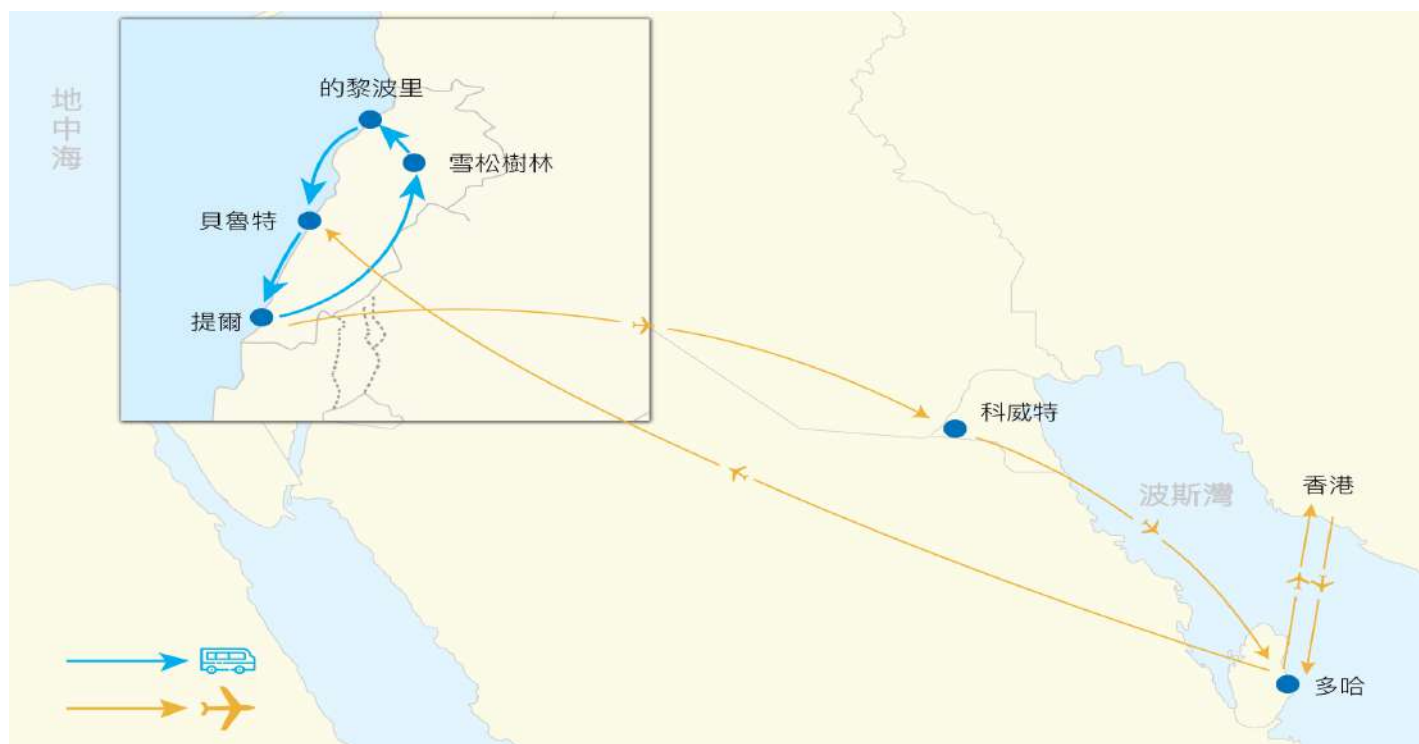 地中海
的黎波里
雪松樹林
貝魯特
提爾
科威特
波斯灣
香港
多哈